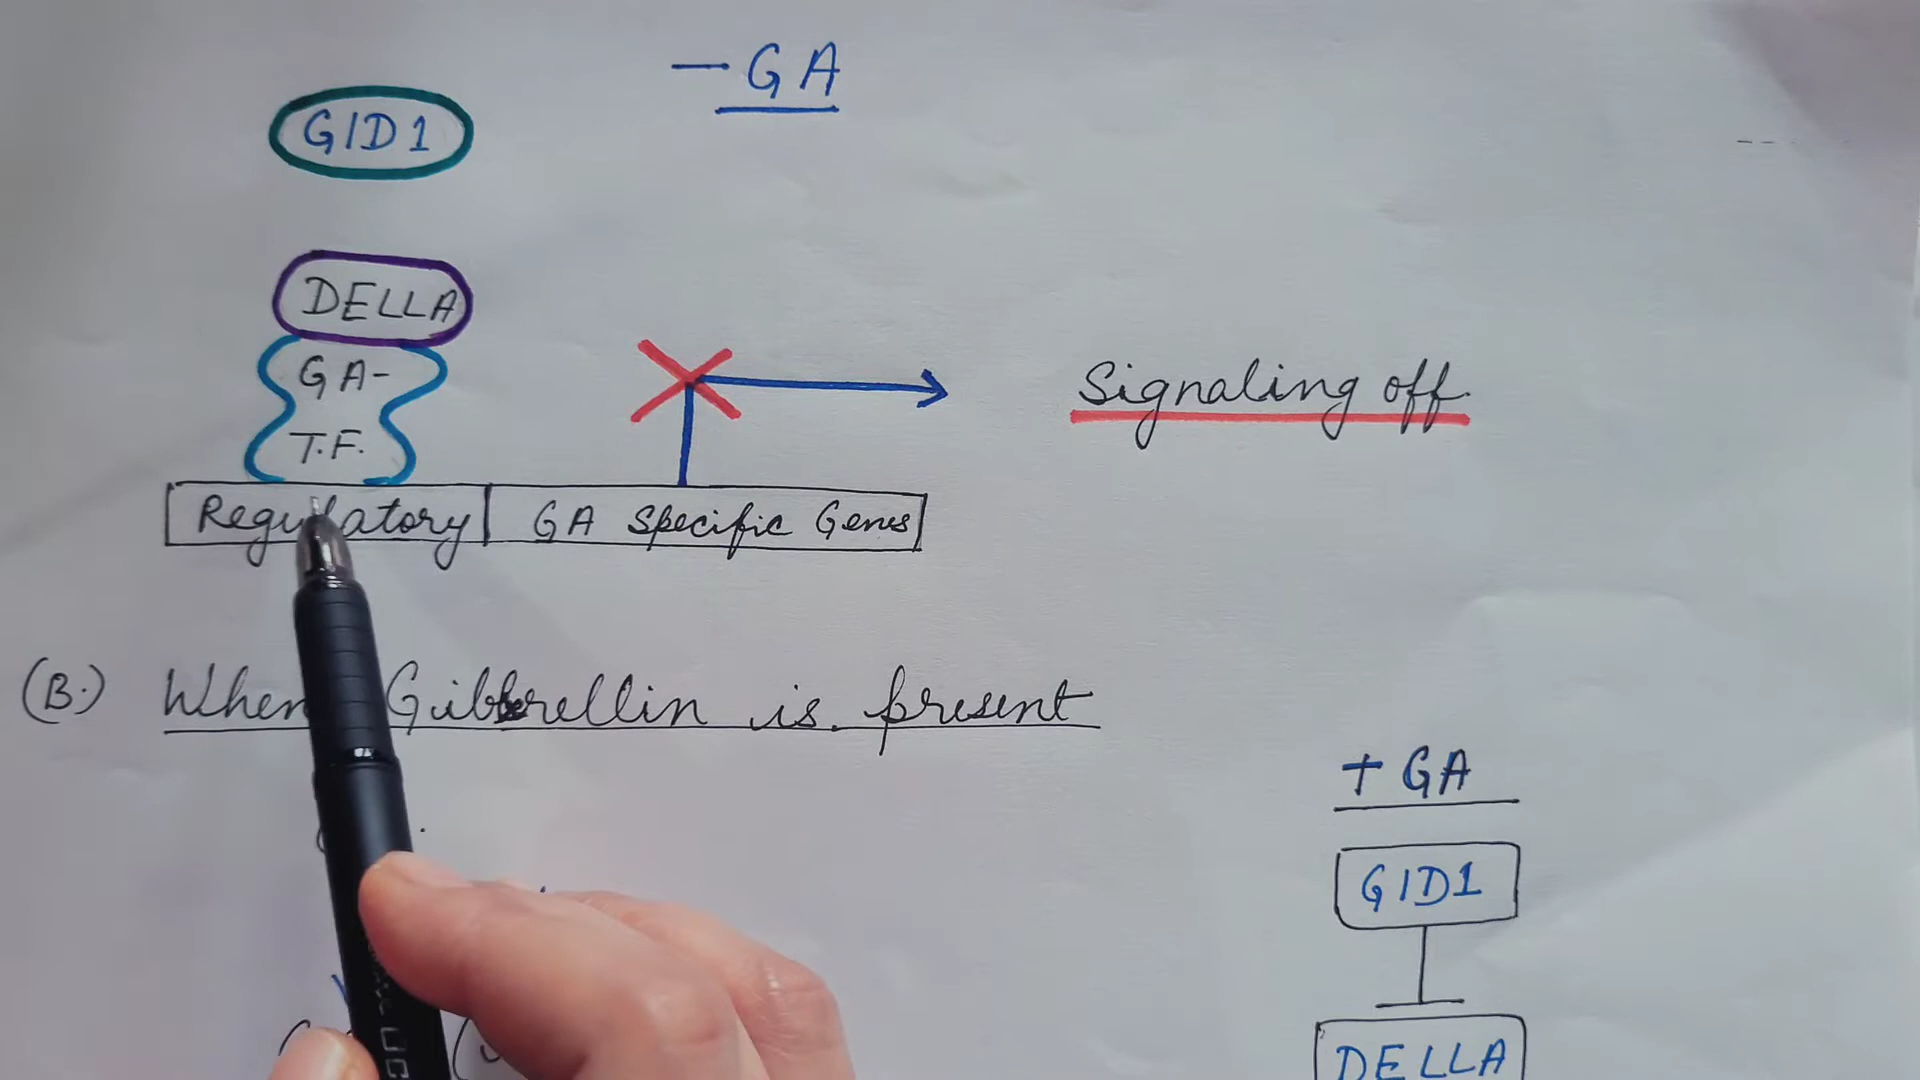 – GA
GID1
DELLA
GA-
T.F.
Signaling off.
Regulatory GA Specific Genes
(B.) When Gibberellin is present
+ GA
GID1
DELLA